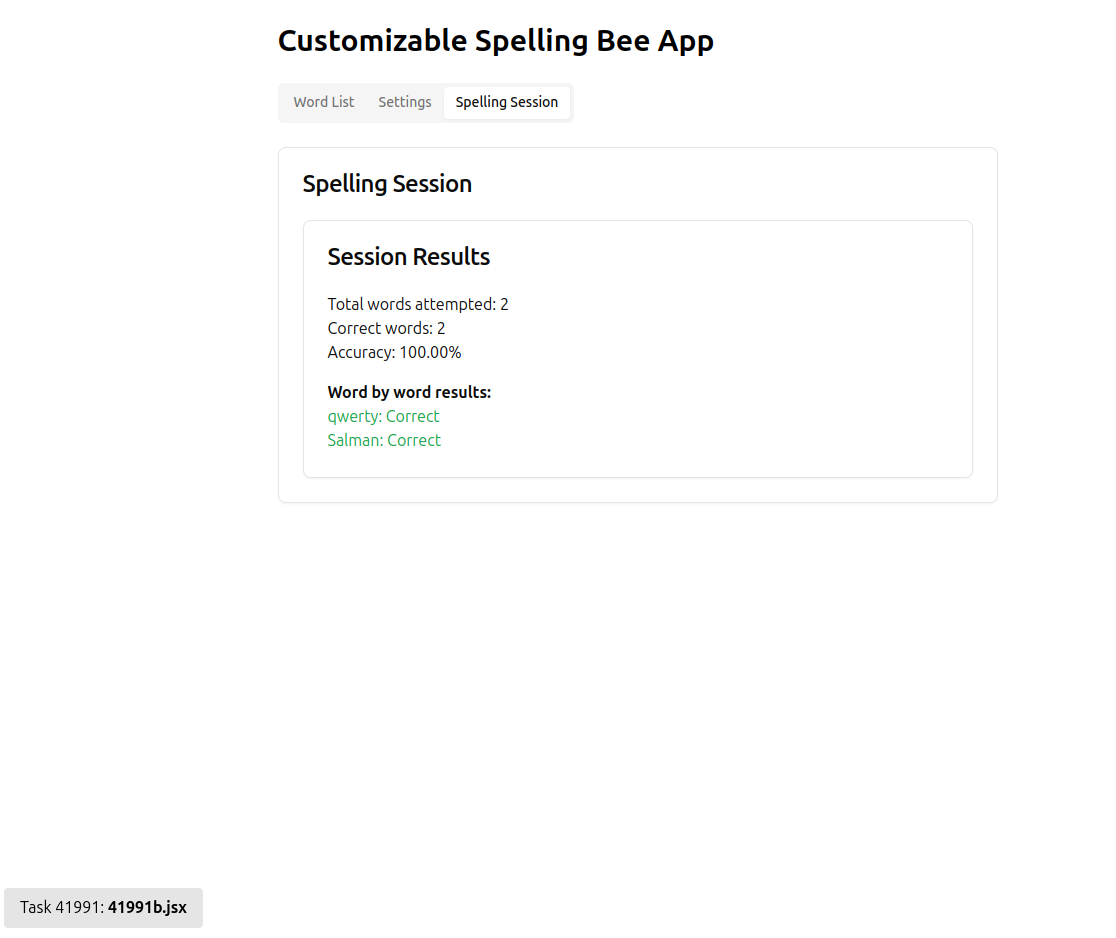 Customizable Spelling Bee App
Word List Settings Spelling Session
Spelling Session
Session Results
Total words attempted: 2
Correct words: 2
Accuracy: 100.00%
Word by word results:
qwerty: Correct
Salman: Correct
Task 41991: 41991b.jsx